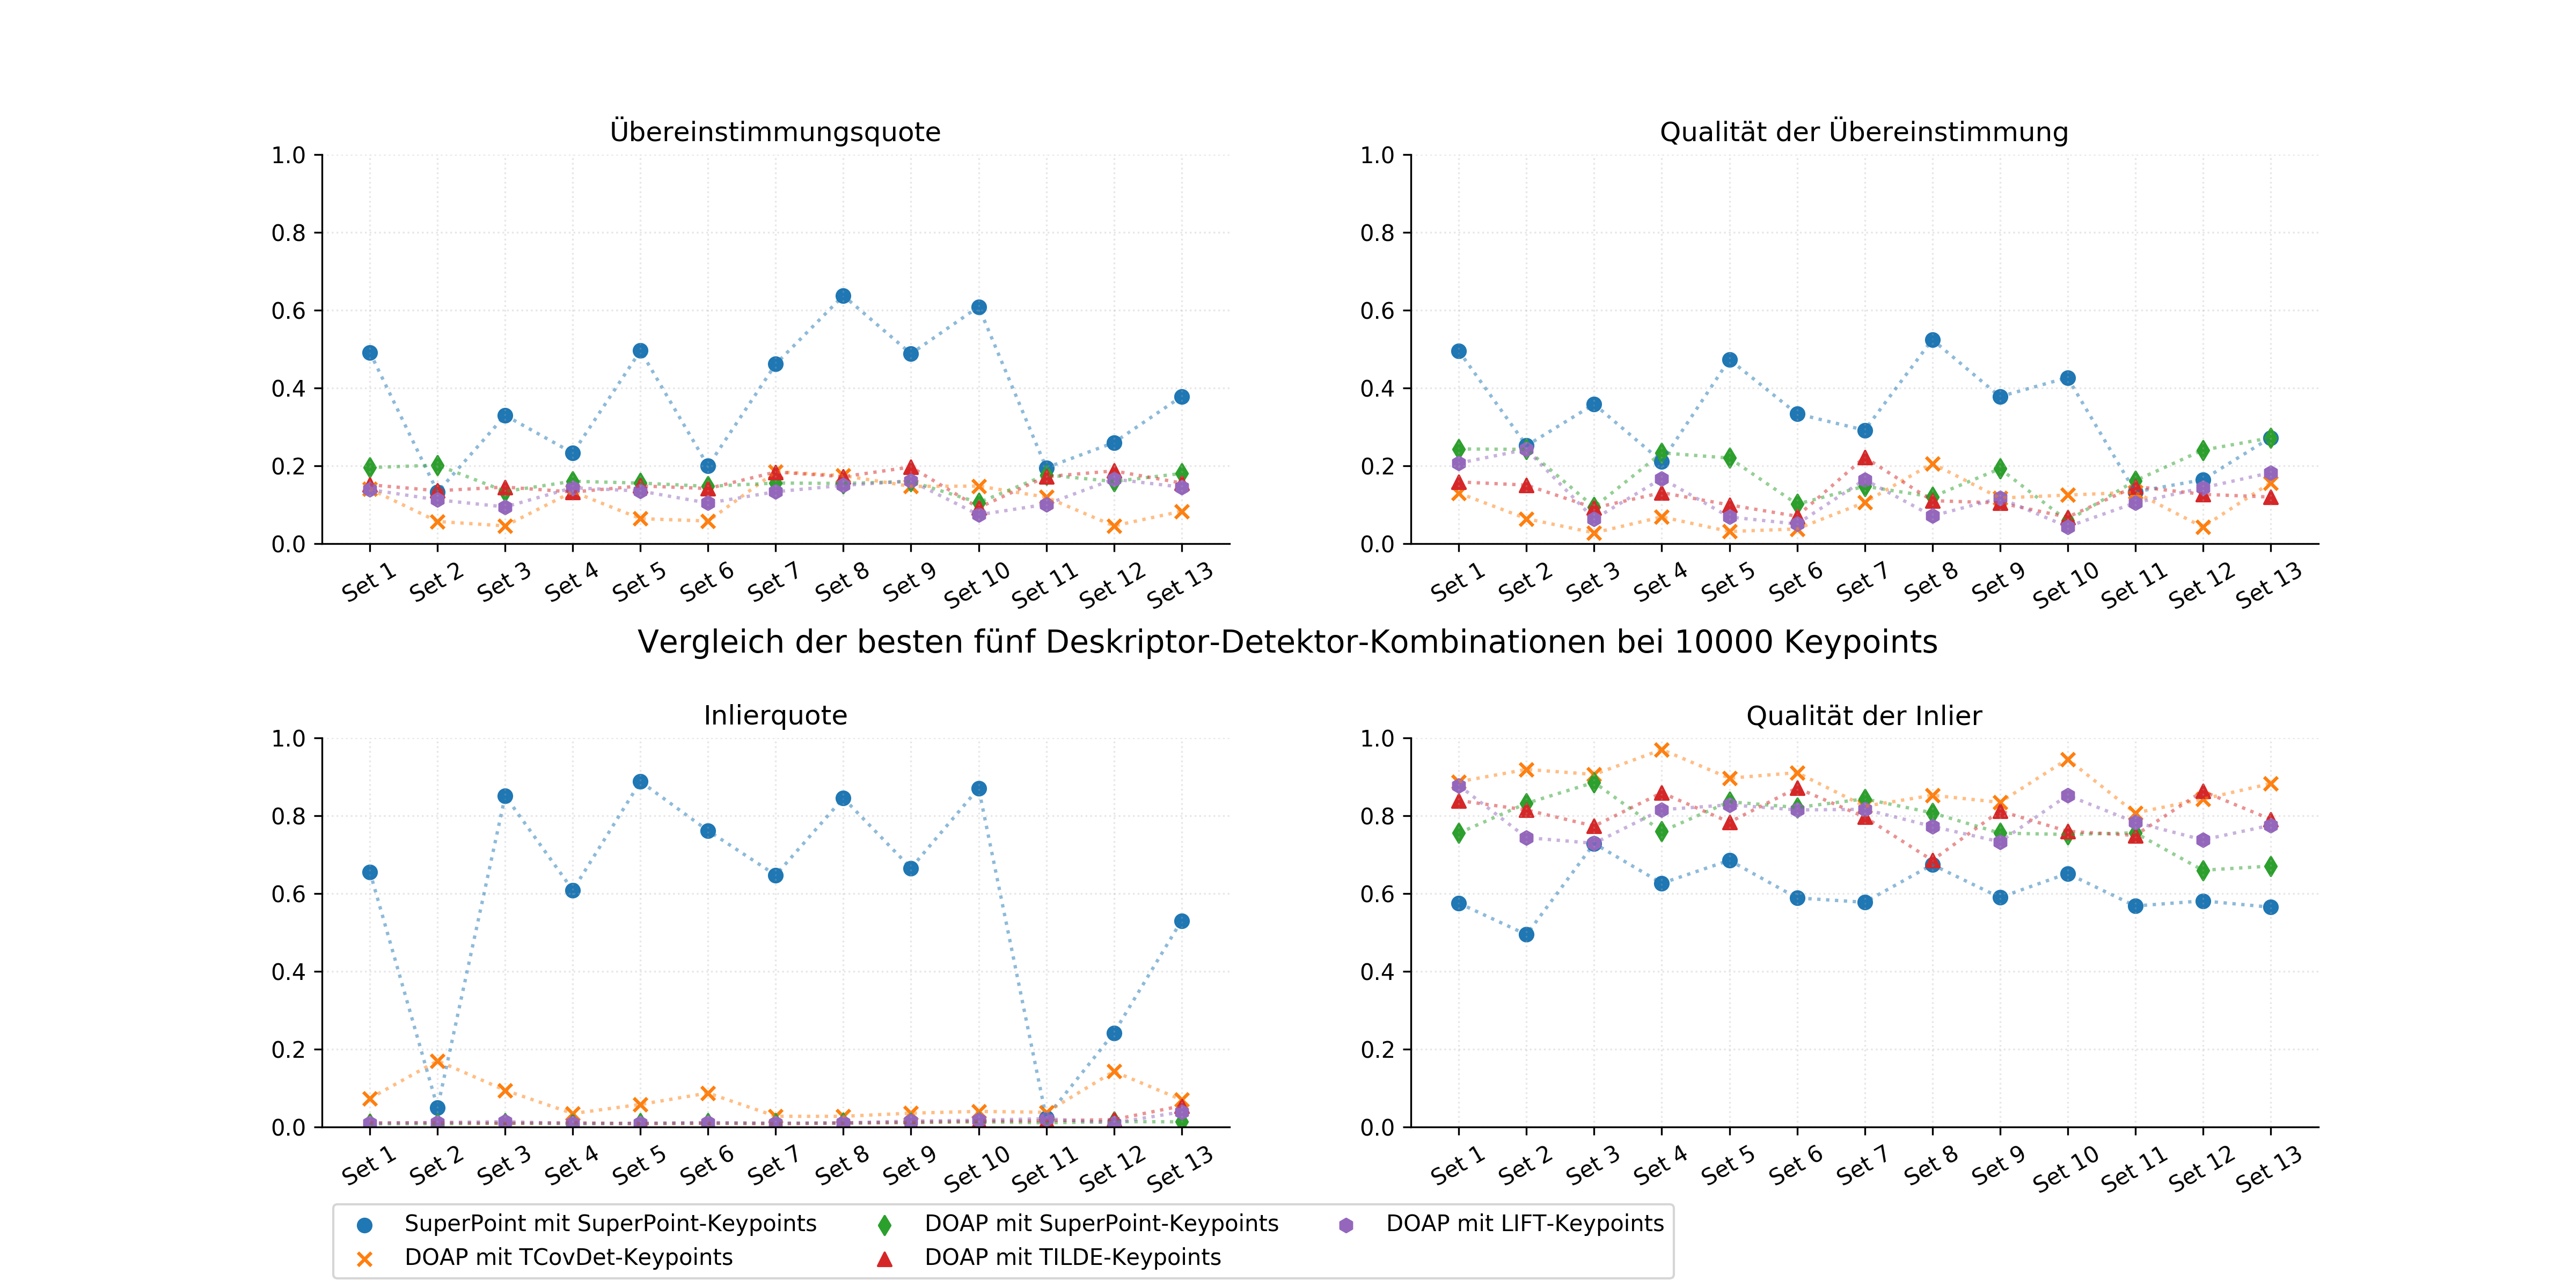 Übereinstimmungsquote
1.0
0.8
0.6
0.4
0.2
0.0
Set 1 Set 2 Set 3 Set 4 Set 5 Set 6 Set 7 Set 8 Set 9 Set 10 Set 11 Set 12 Set 13
Qualität der Übereinstimmung
1.0
0.8
0.6
0.4
0.2
0.0
Set 1 Set 2 Set 3 Set 4 Set 5 Set 6 Set 7 Set 8 Set 9 Set 10 Set 11 Set 12 Set 13
Vergleich der besten fünf Deskriptor-Detektor-Kombinationen bei 10000 Keypoints
Inlierquote
1.0
0.8
0.6
0.4
0.2
0.0
Set 1 Set 2 Set 3 Set 4 Set 5 Set 6 Set 7 Set 8 Set 9 Set 10 Set 11 Set 12 Set 13
Qualität der Inlier
1.0
0.8
0.6
0.4
0.2
0.0
Set 1 Set 2 Set 3 Set 4 Set 5 Set 6 Set 7 Set 8 Set 9 Set 10 Set 11 Set 12 Set 13
SuperPoint mit SuperPoint-Keypoints
DOAP mit TCovDet-Keypoints
DOAP mit SuperPoint-Keypoints
DOAP mit TILDE-Keypoints
DOAP mit LIFT-Keypoints